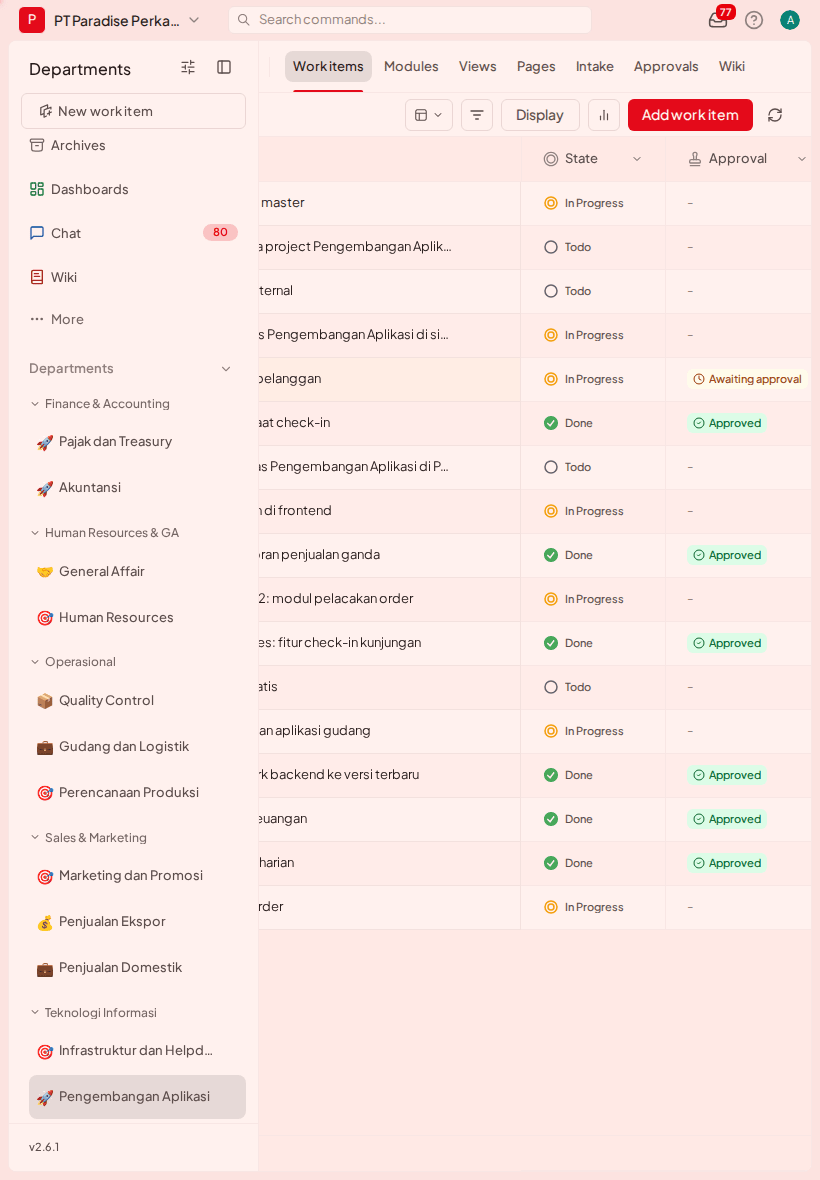 P PT Paradise Perka... Search commands... 77 A
Departments
New work item
Archives
Dashboards
Chat 80
Wiki
More
Departments
Finance & Accounting
Pajak dan Treasury
Akuntansi
Human Resources & GA
General Affair
Human Resources
Operasional
Quality Control
Gudang dan Logistik
Perencanaan Produksi
Sales & Marketing
Marketing dan Promosi
Penjualan Ekspor
Penjualan Domestik
Teknologi Informasi
Infrastruktur dan Helpd...
Pengembangan Aplikasi
v2.6.1
Work items Modules Views Pages Intake Approvals Wiki
Display Add work item
State Approval
master In Progress -
a project Pengembangan Aplik... Todo -
ternal Todo -
s Pengembangan Aplikasi di si... In Progress -
pelanggan In Progress Awaiting approval
aat check-in Done Approved
as Pengembangan Aplikasi di P... Todo -
n di frontend In Progress -
oran penjualan ganda Done Approved
2: modul pelacakan order In Progress -
es: fitur check-in kunjungan Done Approved
atis Todo -
an aplikasi gudang In Progress -
rk backend ke versi terbaru Done Approved
euangan Done Approved
harian Done Approved
rder In Progress -